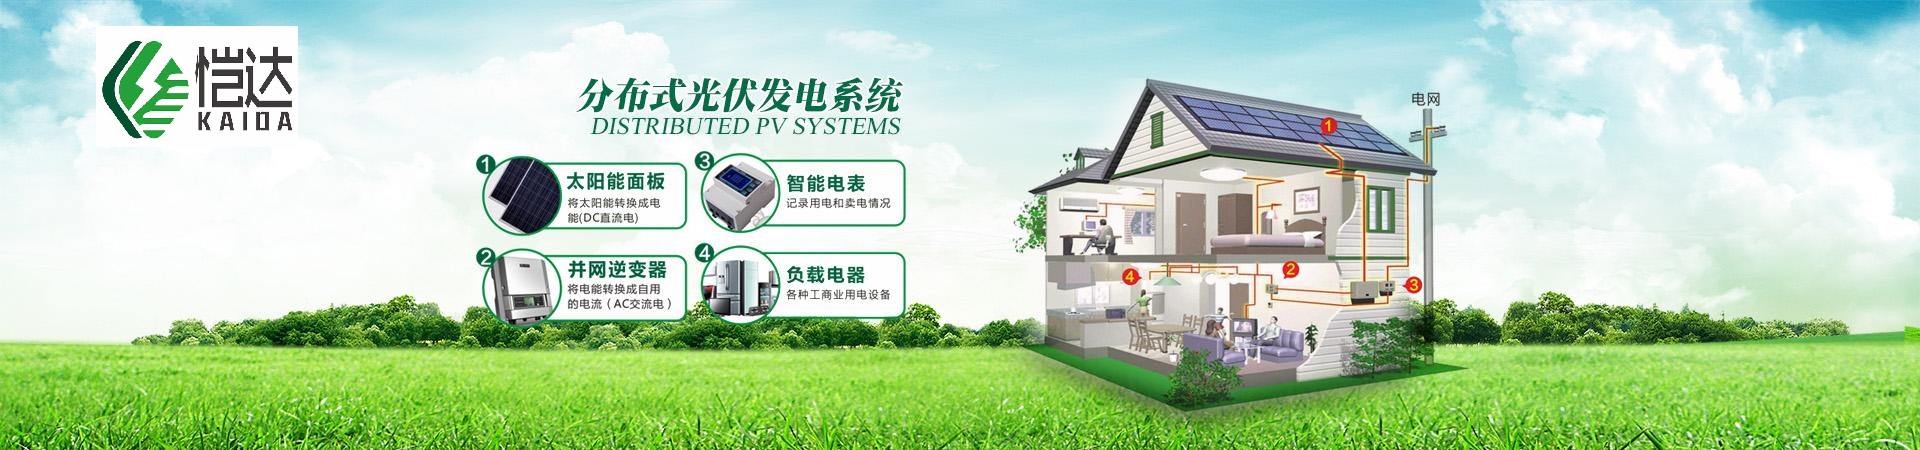 恺达
KAIDA
分布式光伏发电系统
DISTRIBUTED PV SYSTEMS
1
太阳能面板
将太阳能转换成电
能(DC直流电)
2
并网逆变器
将电能转换成自用
的电流（AC交流电）
3
智能电表
记录用电和卖电情况
4
负载电器
各种工商业用电设备
电网
1
2
3
4